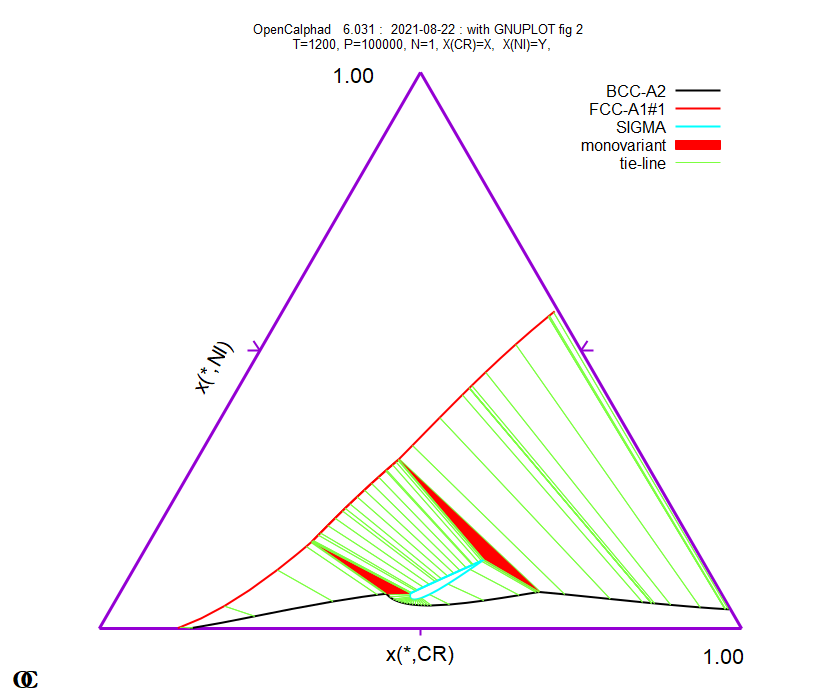 OpenCalphad 6.031 : 2021-08-22 : with GNUPLOT fig 2
T=1200, P=100000, N=1, X(CR)=X, X(NI)=Y,
1.00
BCC-A2
FCC-A1#1
SIGMA
monovariant
tie-line
x(*,NI)
x(*,CR)
1.00
OC